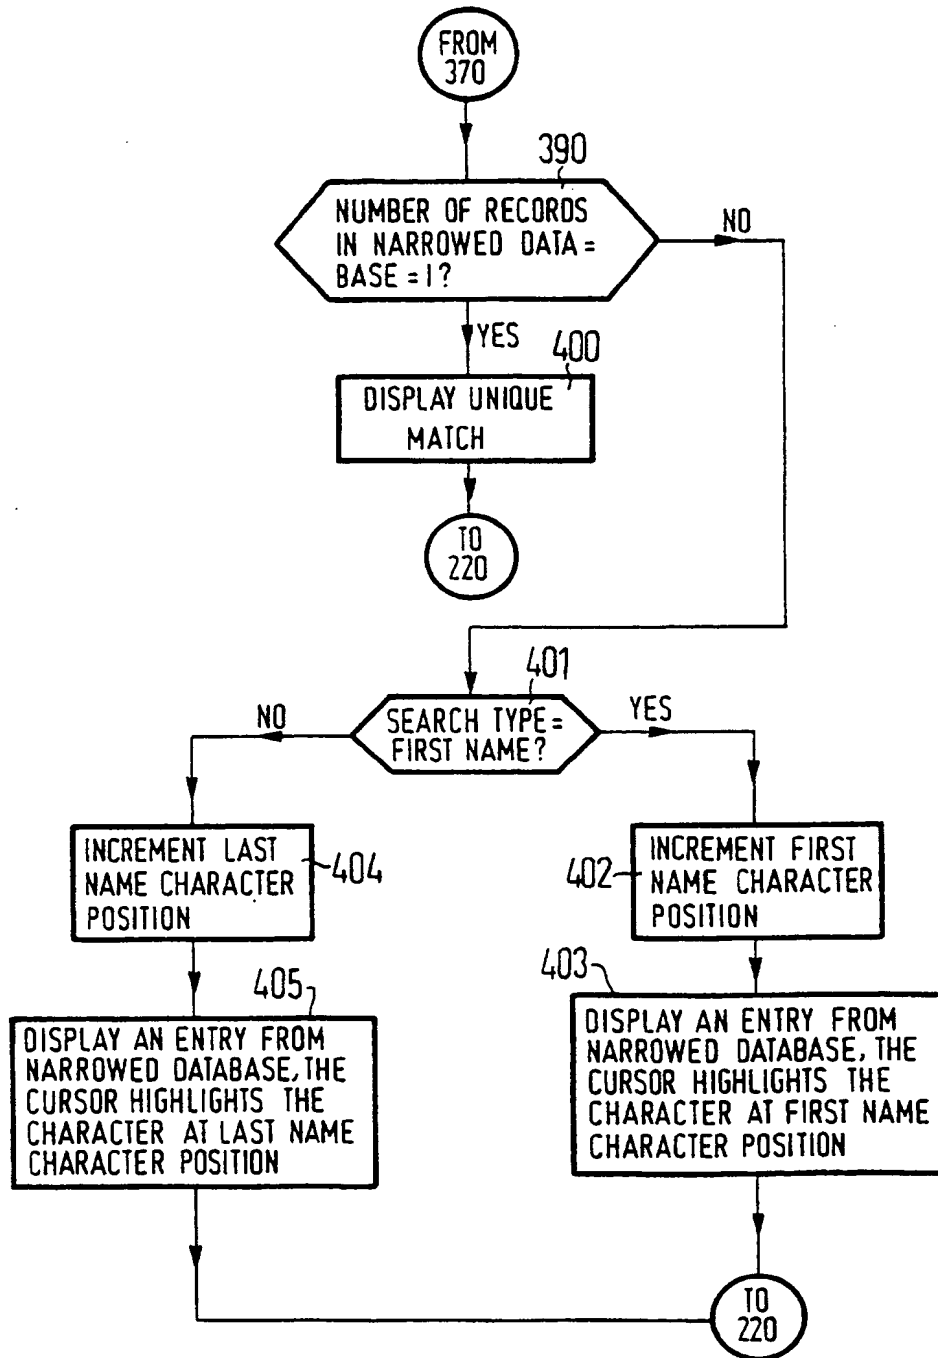 FROM
370
390
NUMBER OF RECORDS
IN NARROWED DATA =
BASE = 1?
NO
YES
400
DISPLAY UNIQUE
MATCH
TO
220
401
SEARCH TYPE =
FIRST NAME?
NO
YES
INCREMENT LAST
NAME CHARACTER
POSITION
404
402
INCREMENT FIRST
NAME CHARACTER
POSITION
405
DISPLAY AN ENTRY FROM
NARROWED DATABASE, THE
CURSOR HIGHLIGHTS THE
CHARACTER AT LAST NAME
CHARACTER POSITION
403
DISPLAY AN ENTRY FROM
NARROWED DATABASE, THE
CURSOR HIGHLIGHTS THE
CHARACTER AT FIRST NAME
CHARACTER POSITION
TO
220